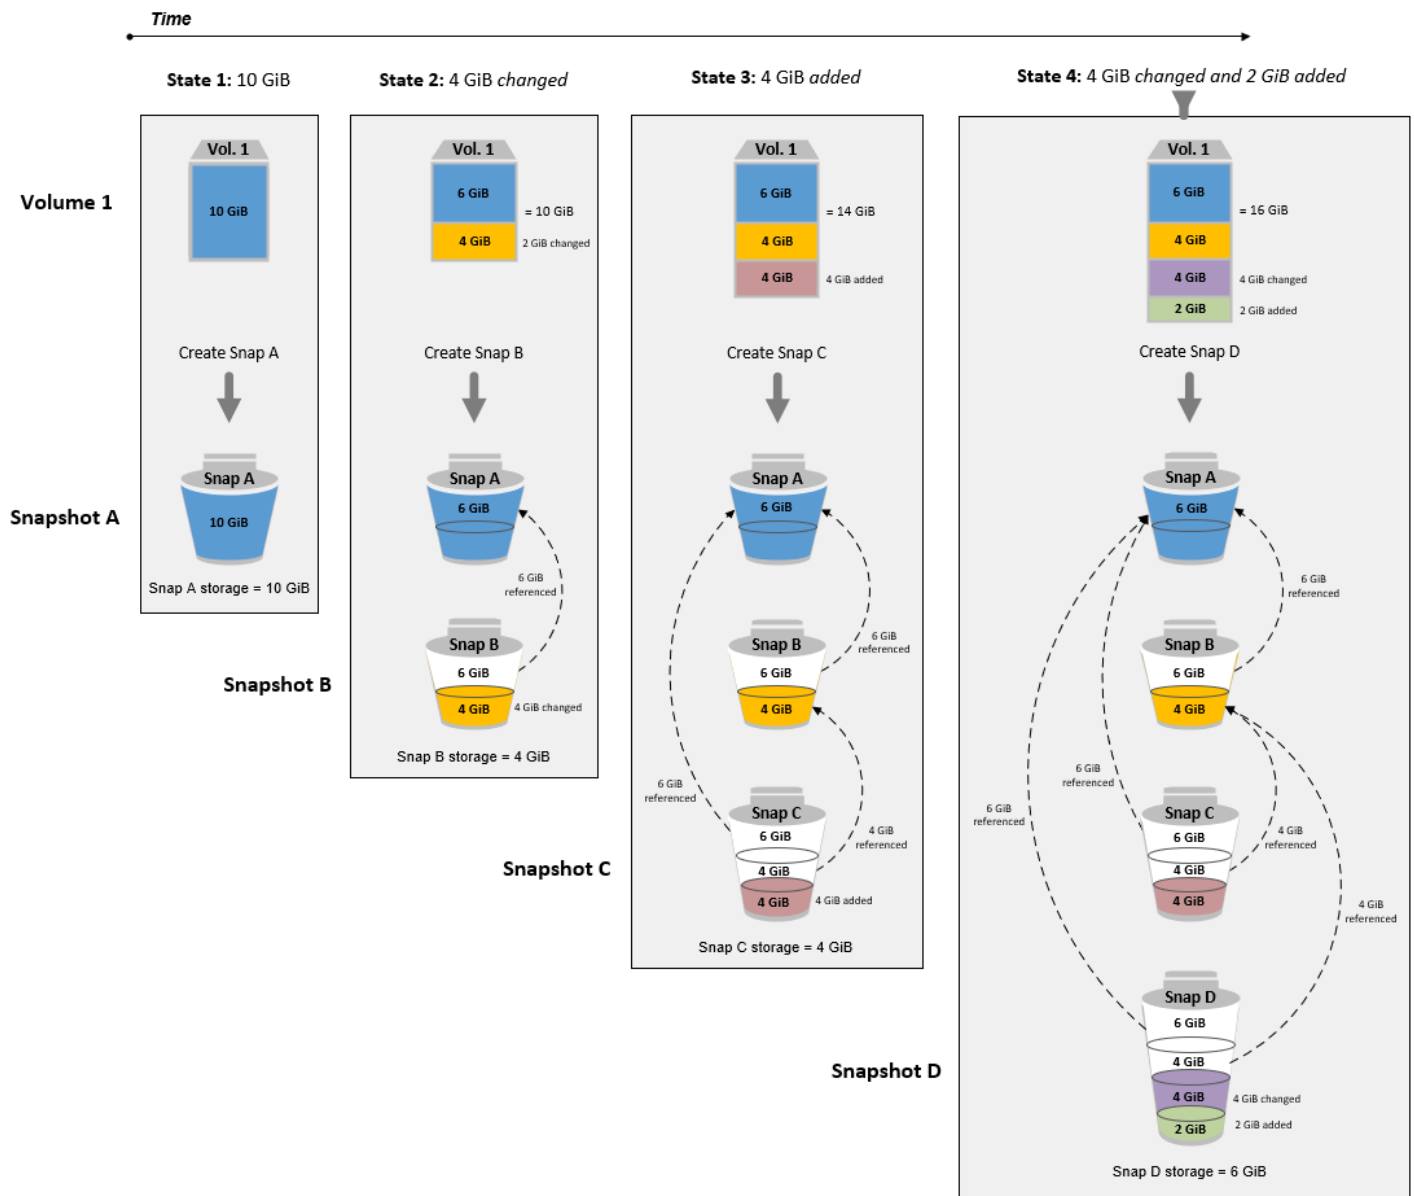 Time
State 1: 10 GiB
State 2: 4 GiB changed
State 3: 4 GiB added
State 4: 4 GiB changed and 2 GiB added
Volume 1
Vol. 1
10 GiB
Create Snap A
Snapshot A
Snap A
10 GiB
Snap A storage = 10 GiB
Vol. 1
6 GiB
= 10 GiB
4 GiB
2 GiB changed
Create Snap B
Snap A
6 GiB
6 GiB
referenced
Snapshot B
Snap B
6 GiB
4 GiB
4 GiB changed
Snap B storage = 4 GiB
Vol. 1
6 GiB
= 14 GiB
4 GiB
4 GiB
4 GiB added
Create Snap C
Snap A
6 GiB
6 GiB
referenced
Snap B
6 GiB
4 GiB
6 GiB
referenced
4 GiB
referenced
Snapshot C
Snap C
6 GiB
4 GiB
4 GiB
4 GiB added
Snap C storage = 4 GiB
Vol. 1
6 GiB
= 16 GiB
4 GiB
4 GiB
4 GiB changed
2 GiB
2 GiB added
Create Snap D
Snap A
6 GiB
6 GiB
referenced
Snap B
6 GiB
4 GiB
6 GiB
referenced
6 GiB
referenced
Snap C
6 GiB
4 GiB
4 GiB
4 GiB
referenced
4 GiB
referenced
Snapshot D
Snap D
6 GiB
4 GiB
4 GiB
4 GiB changed
2 GiB
2 GiB added
Snap D storage = 6 GiB